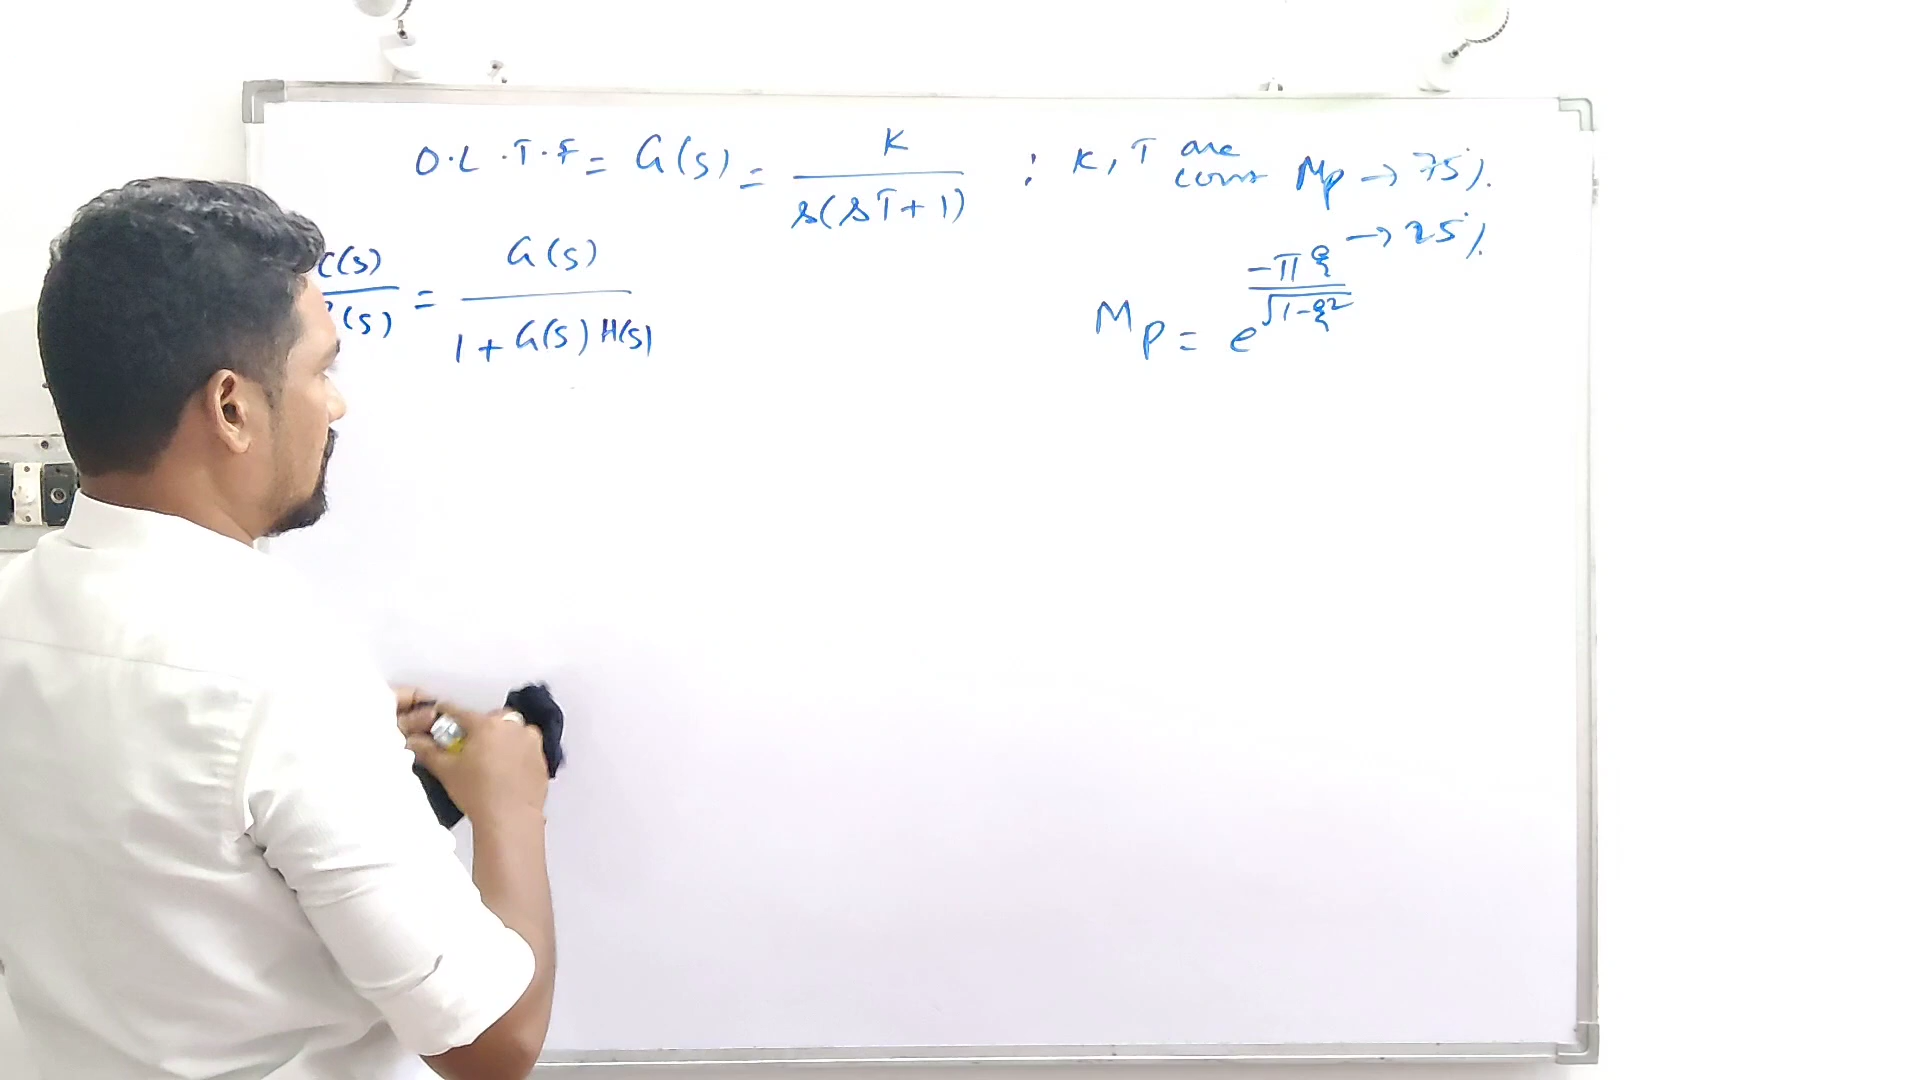 O.L.T.F = G(s) = K / s(sT+1) : K, T are const Mp → 75%.
→ 25%
C(s)/R(s) = G(s) / 1 + G(s) H(s)
Mp = e^(-πξ / √1-ξ²)